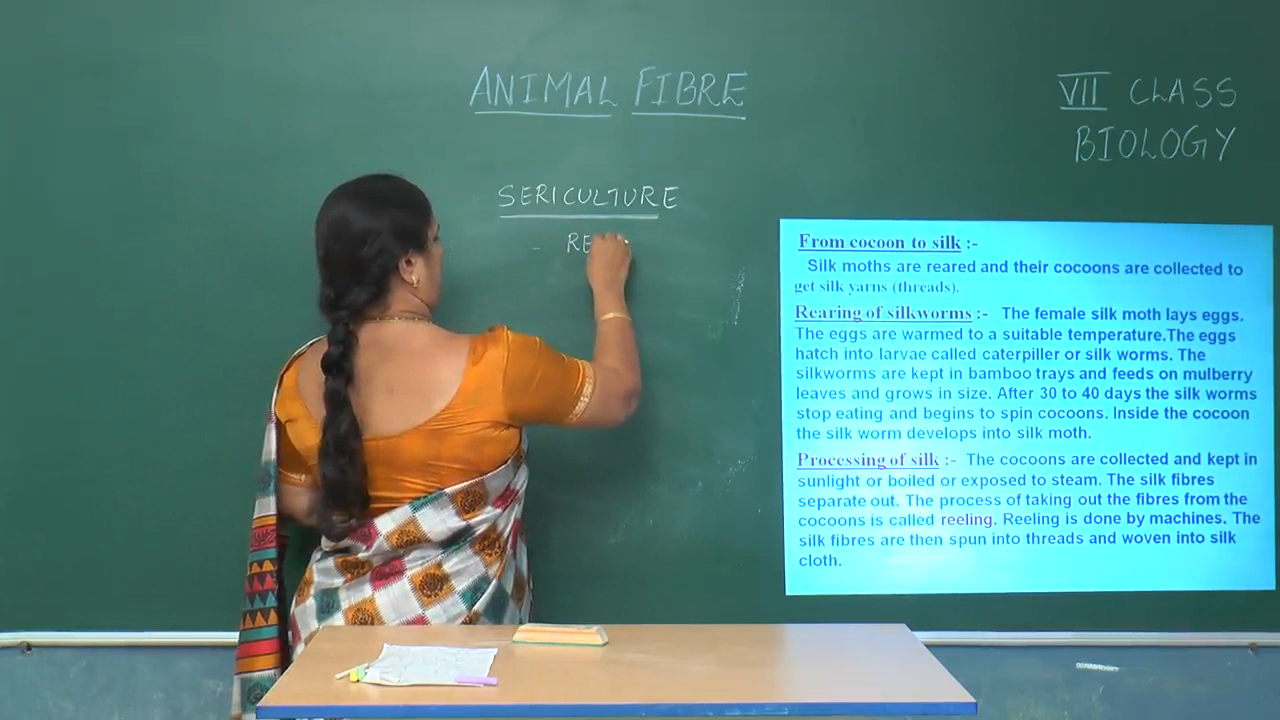 ANIMAL FIBRE
VII CLASS
BIOLOGY
SERICULTURE
- RE
From cocoon to silk :-
Silk moths are reared and their cocoons are collected to
get silk yarns (threads).
Rearing of silkworms :- The female silk moth lays eggs.
The eggs are warmed to a suitable temperature.The eggs
hatch into larvae called caterpiller or silk worms. The
silkworms are kept in bamboo trays and feeds on mulberry
leaves and grows in size. After 30 to 40 days the silk worms
stop eating and begins to spin cocoons. Inside the cocoon
the silk worm develops into silk moth.
Processing of silk :- The cocoons are collected and kept in
sunlight or boiled or exposed to steam. The silk fibres
separate out. The process of taking out the fibres from the
cocoons is called reeling. Reeling is done by machines. The
silk fibres are then spun into threads and woven into silk
cloth.